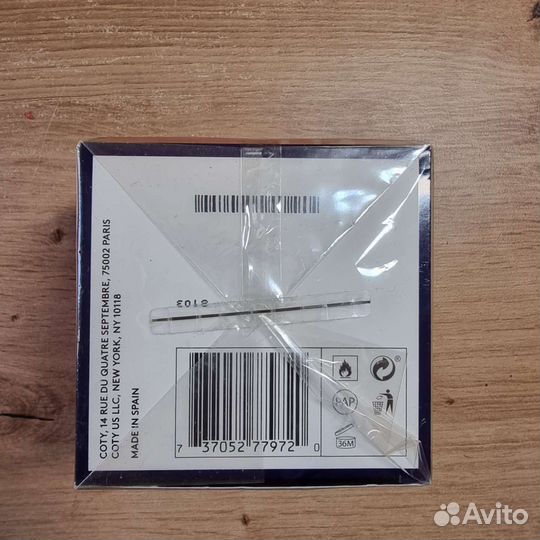 8103
COTY, 14 RUE DU QUATRE SEPTEMBRE, 75002 PARIS
COTY US LLC, NEW YORK, NY 10118
MADE IN SPAIN
PAP
36M
7 37052 77972 0
Avito